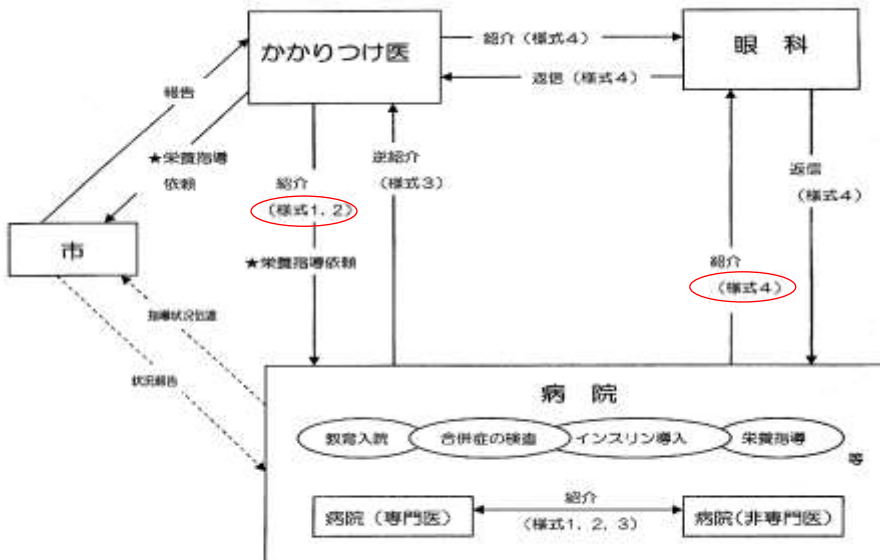 かかりつけ医
紹介（様式４）
返信（様式４）
眼　科
報告
★栄養指導
依頼
紹介
（様式1，2）
★栄養指導依頼
逆紹介
（様式3）
返信
（様式４）
紹介
（様式４）
市
指導状況伝達
状況報告
病　院
教育入院
合併症の検査
インスリン導入
栄養指導
等
病院（専門医）
紹介
（様式1，2，3）
病院(非専門医)